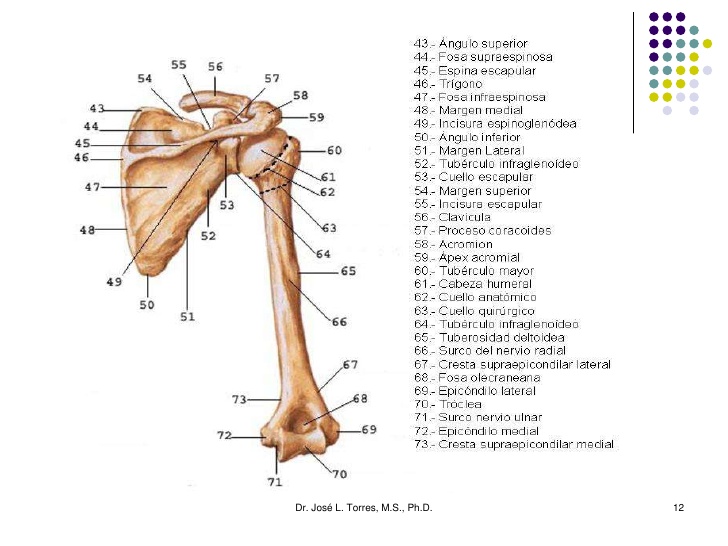 43.- Ángulo superior
44.- Fosa supraespinosa
45.- Espina escapular
46.- Trígono
47.- Fosa infraespinosa
48.- Margen medial
49.- Incisura espinoglenódea
50.- Ángulo inferior
51.- Margen Lateral
52.- Tubérculo infraglenoídeo
53.- Cuello escapular
54.- Margen superior
55.- Incisura escapular
56.- Clavícula
57.- Proceso coracoides
58.- Acromion
59.- Ápex acromial
60.- Tubérculo mayor
61.- Cabeza humeral
62.- Cuello anatómico
63.- Cuello quirúrgico
64.- Tubérculo infraglenoídeo
65.- Tuberosidad deltoidea
66.- Surco del nervio radial
67.- Cresta supraepicondilar lateral
68.- Fosa olecraneana
69.- Epicóndilo lateral
70.- Tróclea
71.- Surco nervio ulnar
72.- Epicóndilo medial
73.- Cresta supraepicondilar medial
55
56
54
57
58
43
59
44
45
60
46
61
47
62
53
48
63
52
64
65
49
50
51
66
67
73
68
72
69
70
71
Dr. José L. Torres, M.S., Ph.D.
12